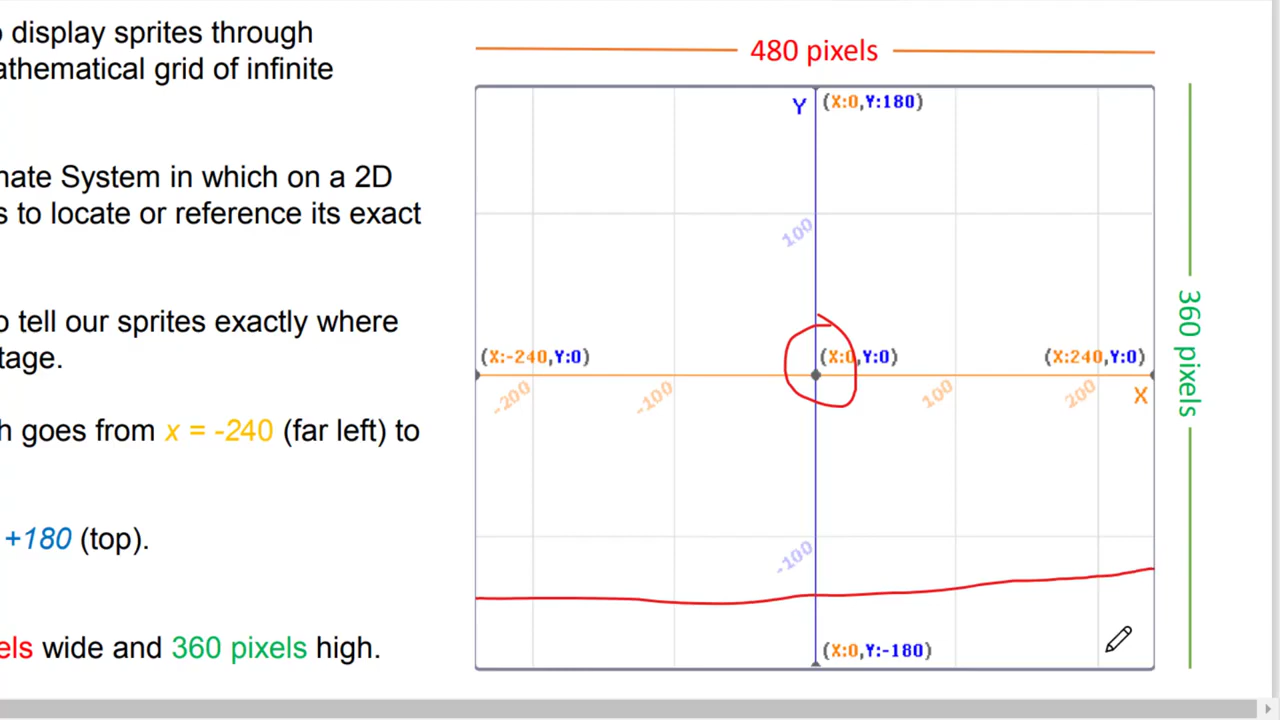 display sprites through
athematical grid of infinite
nate System in which on a 2D
s to locate or reference its exact
o tell our sprites exactly where
tage.
h goes from x = -240 (far left) to
+180 (top).
els wide and 360 pixels high.
480 pixels
Y (X:0,Y:180)
100
(X:-240,Y:0) (X:0,Y:0) (X:240,Y:0)
-200 -100 100 200 X
-100
(X:0,Y:-180)
360 pixels